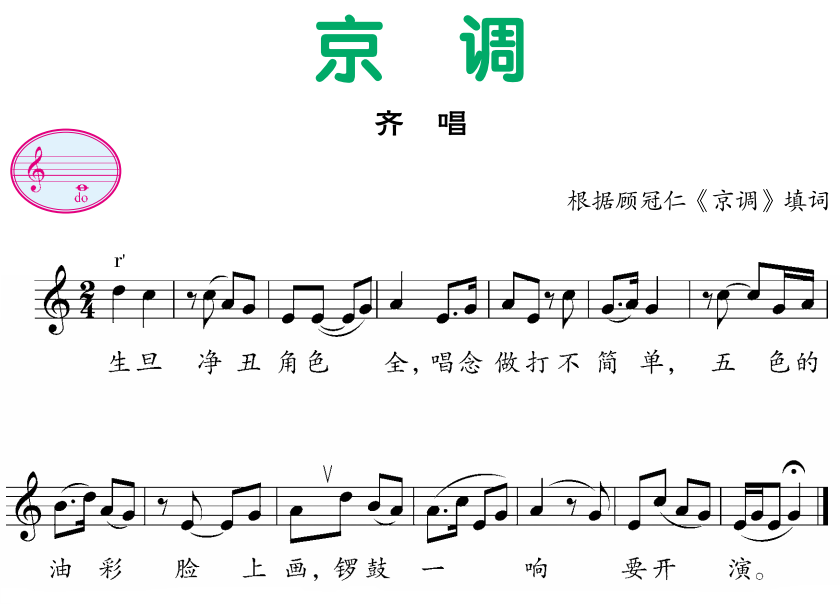 京 调
齐 唱
do
根据顾冠仁《京调》填词
r'
2
4
生旦 净丑角色 全，唱念做打不简单，五色的
油彩脸上画，锣鼓一响要开演。